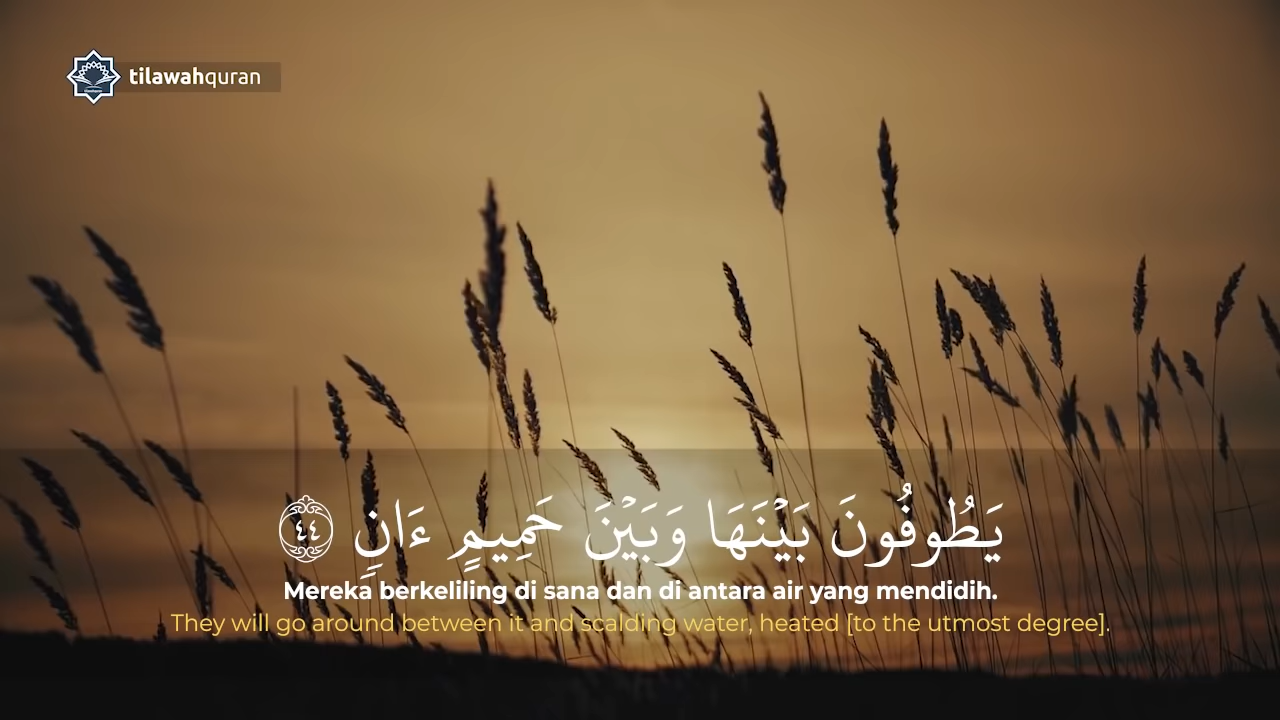 tilawahquran
يَطُوفُونَ بَيْنَهَا وَبَيْنَ حَمِيمٍ ءَانٍ ٤٤
Mereka berkeliling di sana dan di antara air yang mendidih.
They will go around between it and scalding water, heated [to the utmost degree].